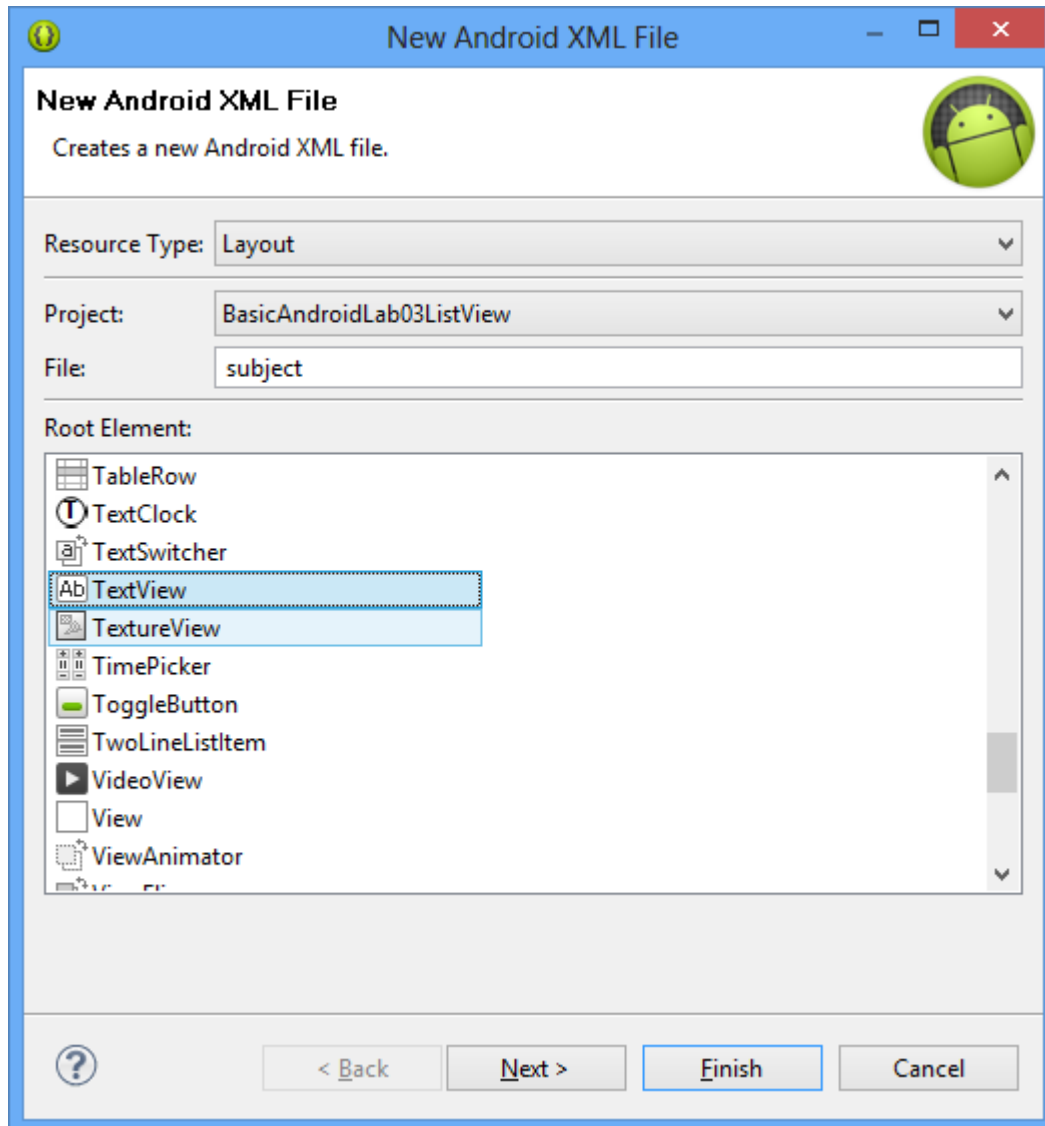 New Android XML File
New Android XML File
Creates a new Android XML file.
Resource Type: Layout
Project: BasicAndroidLab03ListView
File: subject
Root Element:
TableRow
TextClock
TextSwitcher
Ab TextView
TextureView
TimePicker
ToggleButton
TwoLineListItem
VideoView
View
ViewAnimator
< Back Next > Finish Cancel